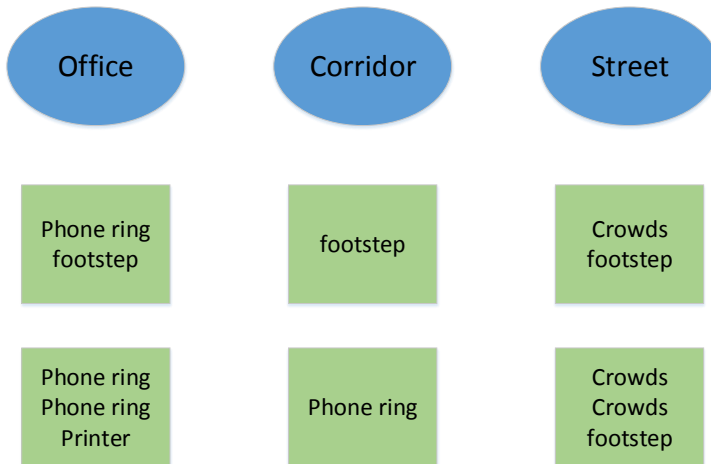 Office
Corridor
Street
Phone ring
footstep
footstep
Crowds
footstep
Phone ring
Phone ring
Printer
Phone ring
Crowds
Crowds
footstep